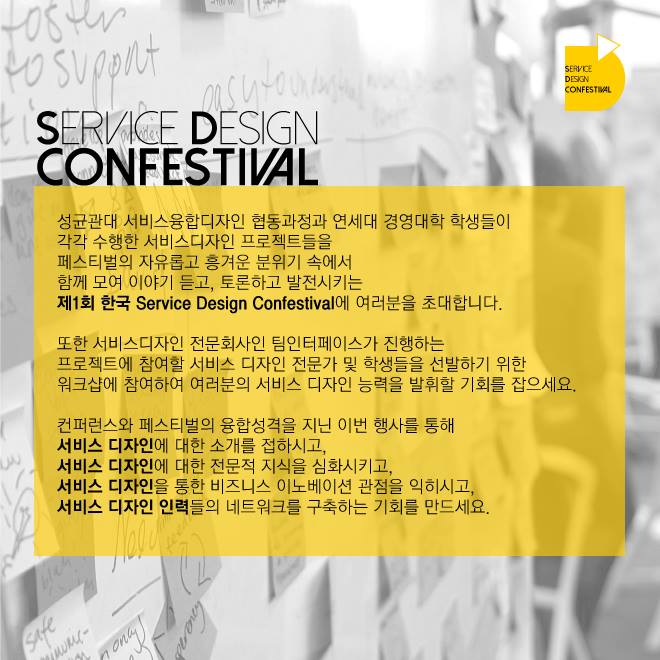 foster
to support
easy to understand
SERVICE
DESIGN
CONFESTIVAL
SERVICE DESIGN
CONFESTIVAL
성균관대 서비스융합디자인 협동과정과 연세대 경영대학 학생들이
각각 수행한 서비스디자인 프로젝트들을
페스티벌의 자유롭고 흥겨운 분위기 속에서
함께 모여 이야기 듣고, 토론하고 발전시키는
제1회 한국 Service Design Confestival에 여러분을 초대합니다.
또한 서비스디자인 전문회사인 팀인터페이스가 진행하는
프로젝트에 참여할 서비스 디자인 전문가 및 학생들을 선발하기 위한
워크샵에 참여하여 여러분의 서비스 디자인 능력을 발휘할 기회를 잡으세요.
컨퍼런스와 페스티벌의 융합성격을 지닌 이번 행사를 통해
서비스 디자인에 대한 소개를 접하시고,
서비스 디자인에 대한 전문적 지식을 심화시키고,
서비스 디자인을 통한 비즈니스 이노베이션 관점을 익히시고,
서비스 디자인 인력들의 네트워크를 구축하는 기회를 만드세요.
safe